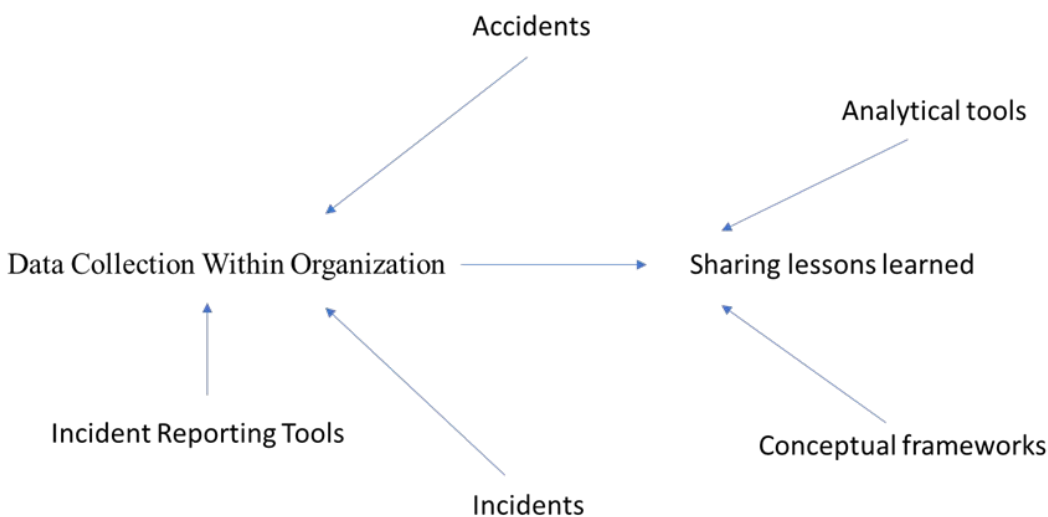 Accidents
Analytical tools
Data Collection Within Organization
Sharing lessons learned
Incident Reporting Tools
Conceptual frameworks
Incidents